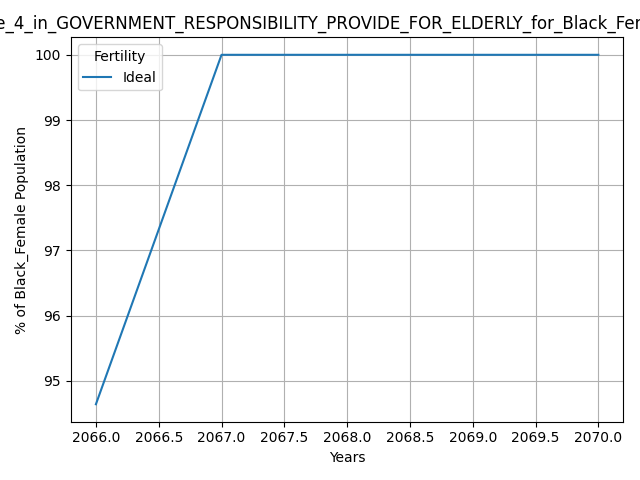 e_4_in_GOVERNMENT_RESPONSIBILITY_PROVIDE_FOR_ELDERLY_for_Black_Fer
Fertility
Ideal
% of Black_Female Population
100
99
98
97
96
95
2066.0 2066.5 2067.0 2067.5 2068.0 2068.5 2069.0 2069.5 2070.0
Years